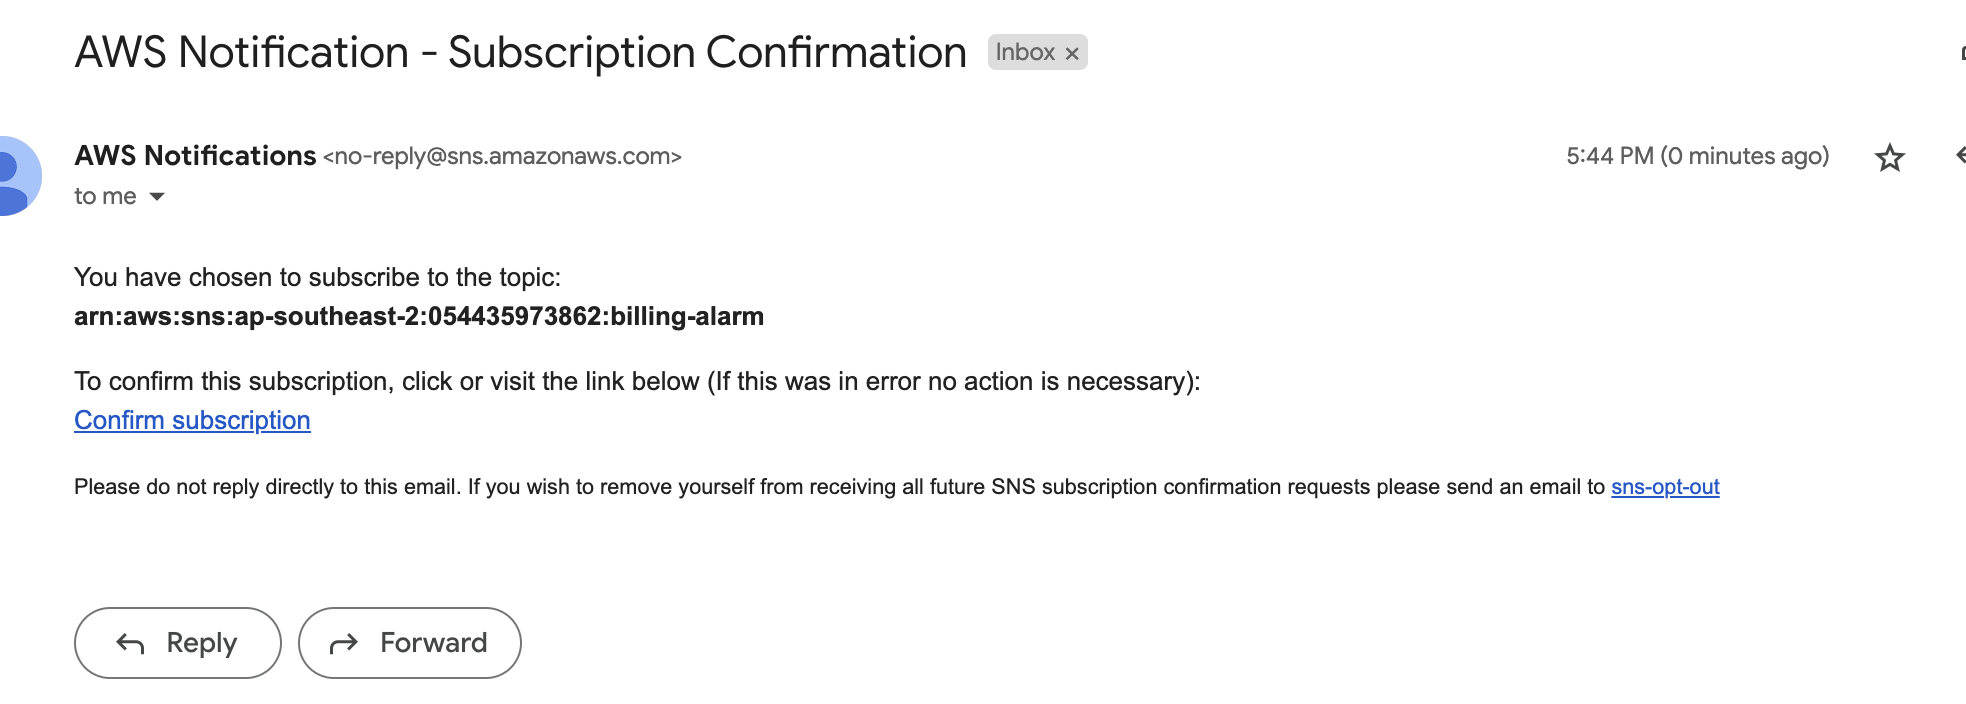 AWS Notification - Subscription Confirmation Inbox ×
AWS Notifications <no-reply@sns.amazonaws.com> 5:44 PM (0 minutes ago)
to me
You have chosen to subscribe to the topic:
arn:aws:sns:ap-southeast-2:054435973862:billing-alarm
To confirm this subscription, click or visit the link below (If this was in error no action is necessary):
Confirm subscription
Please do not reply directly to this email. If you wish to remove yourself from receiving all future SNS subscription confirmation requests please send an email to sns-opt-out
Reply Forward